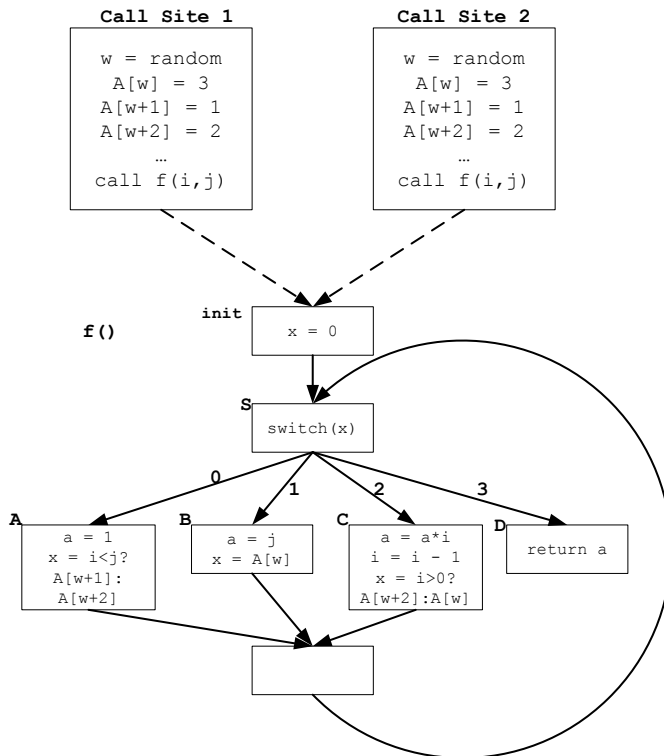 Call Site 1
Call Site 2
w = random
A[w] = 3
A[w+1] = 1
A[w+2] = 2
…
call f(i,j)
w = random
A[w] = 3
A[w+1] = 1
A[w+2] = 2
…
call f(i,j)
init
f()
x = 0
S
switch(x)
0
1
2
3
A
a = 1
x = i<j?
A[w+1]:
A[w+2]
B
a = j
x = A[w]
C
a = a*i
i = i - 1
x = i>0?
A[w+2]:A[w]
D
return a